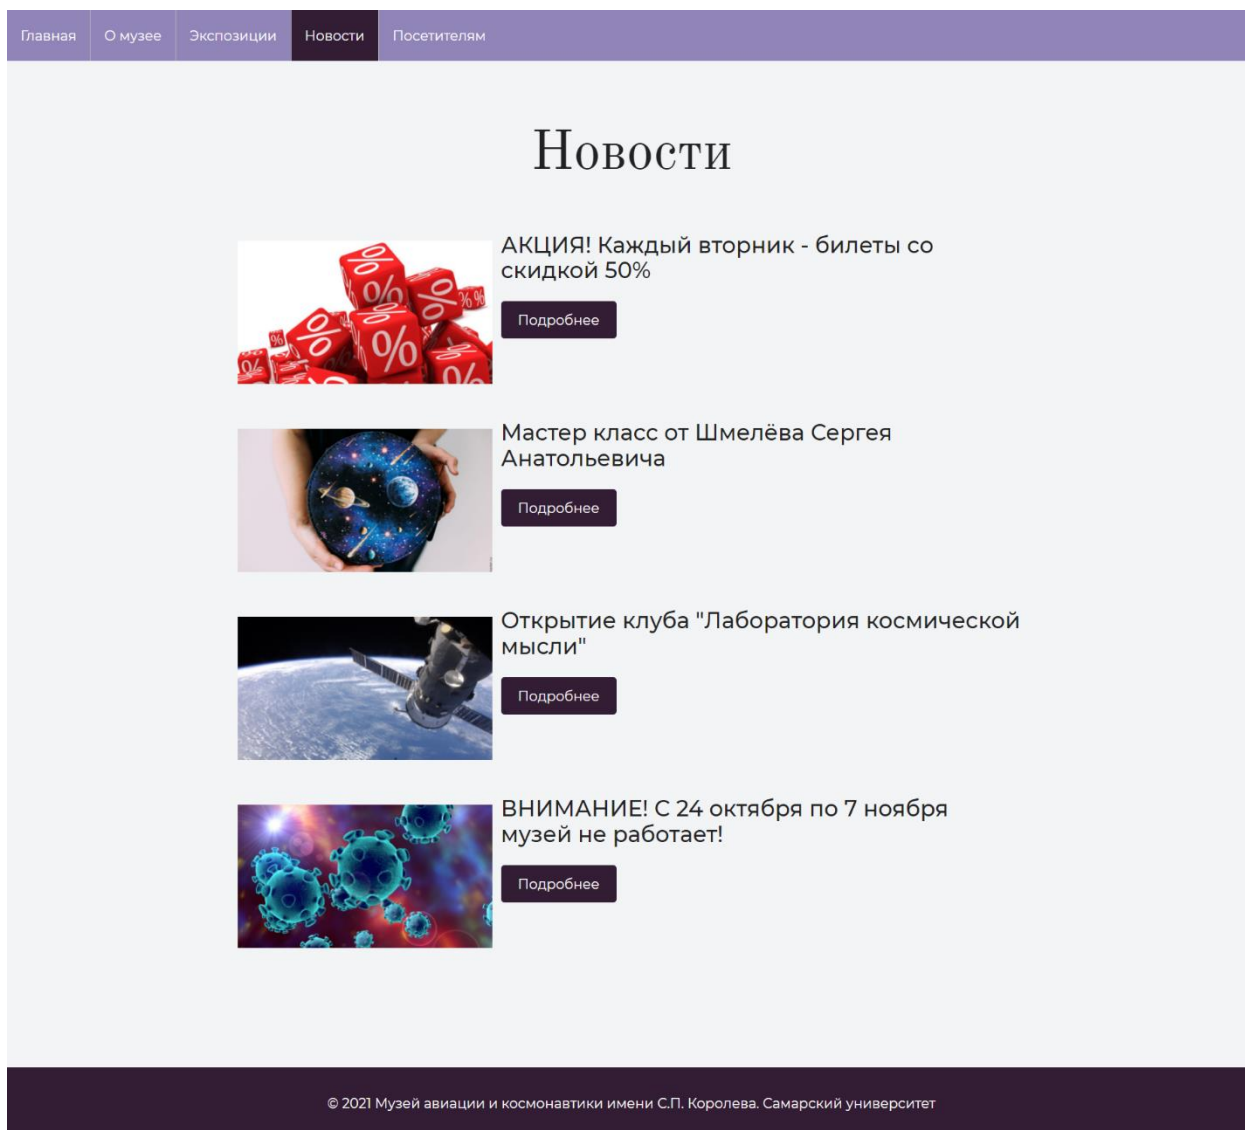 Главная О музее Экспозиции Новости Посетителям
Новости
АКЦИЯ! Каждый вторник - билеты со
скидкой 50%
Подробнее
Мастер класс от Шмелёва Сергея
Анатольевича
Подробнее
Открытие клуба "Лаборатория космической
мысли"
Подробнее
ВНИМАНИЕ! С 24 октября по 7 ноября
музей не работает!
Подробнее
© 2021 Музей авиации и космонавтики имени С.П. Королева. Самарский университет